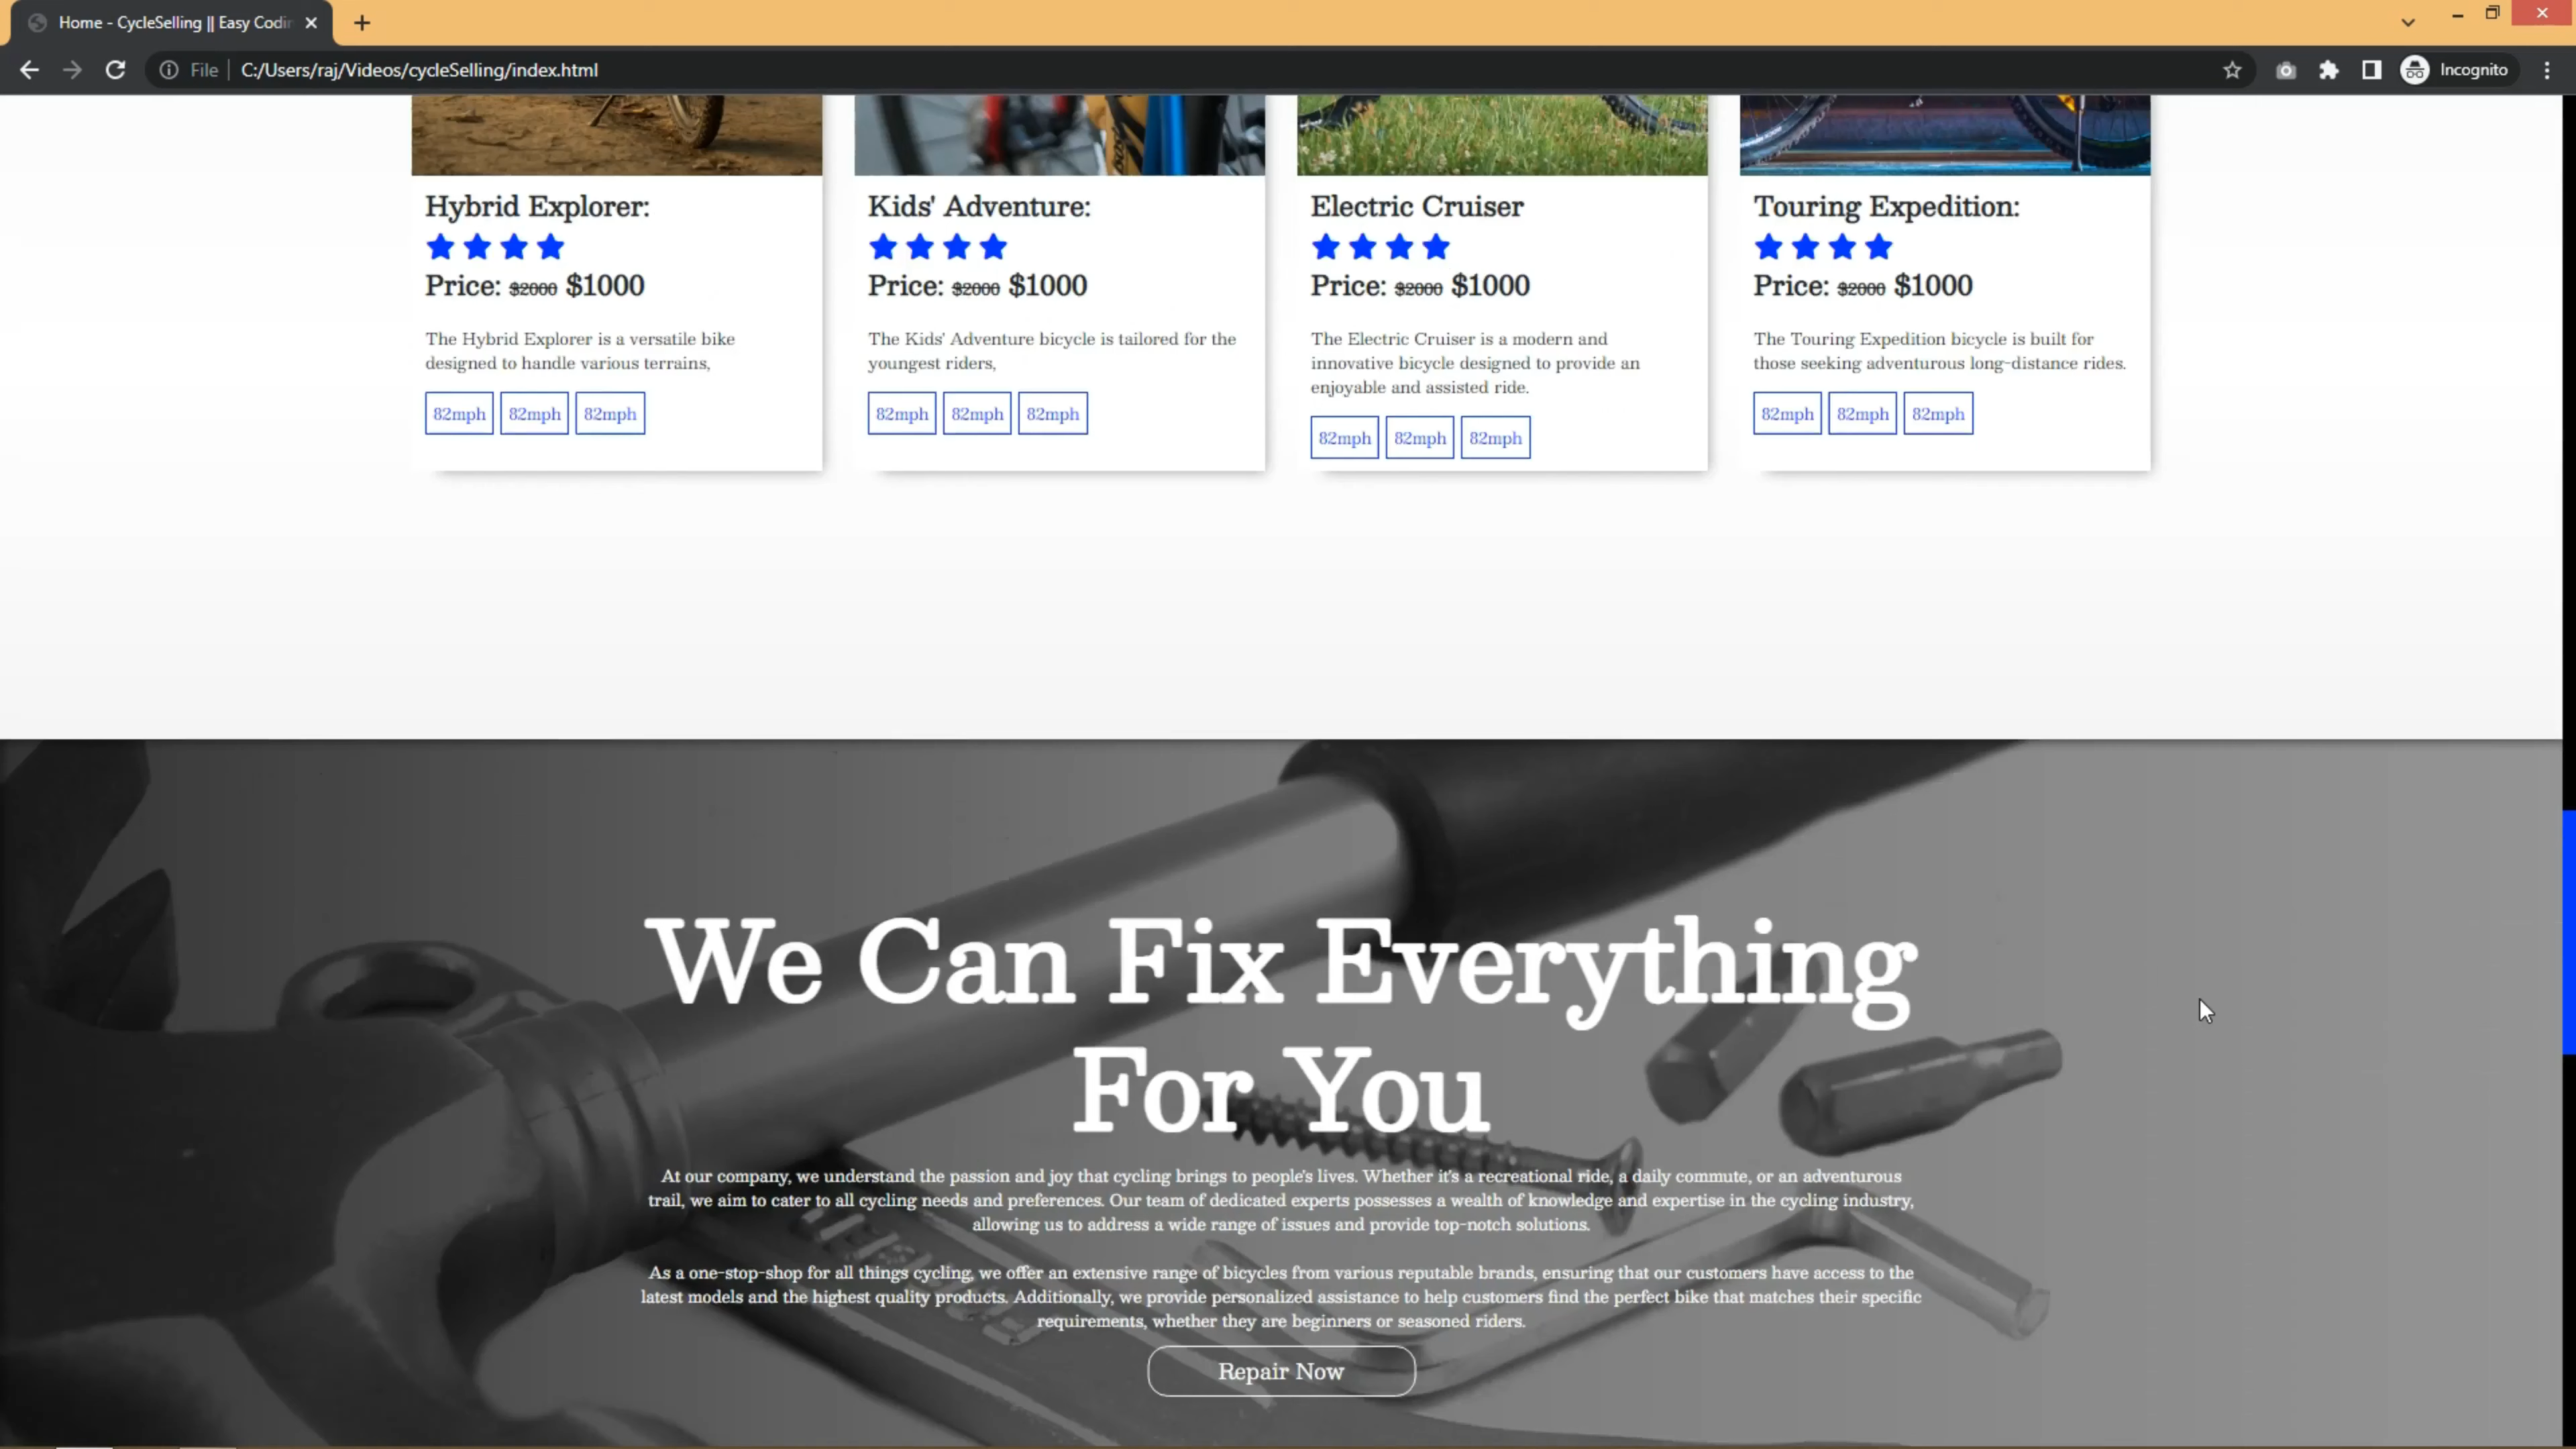 Home - CycleSelling || Easy Codin
File
C:/Users/raj/Videos/cycleSelling/index.html
Incognito
Hybrid Explorer:
Price: $2000 $1000
The Hybrid Explorer is a versatile bike
designed to handle various terrains,
82mph 82mph 82mph
Kids' Adventure:
Price: $2000 $1000
The Kids' Adventure bicycle is tailored for the
youngest riders,
82mph 82mph 82mph
Electric Cruiser
Price: $2000 $1000
The Electric Cruiser is a modern and
innovative bicycle designed to provide an
enjoyable and assisted ride.
82mph 82mph 82mph
Touring Expedition:
Price: $2000 $1000
The Touring Expedition bicycle is built for
those seeking adventurous long-distance rides.
82mph 82mph 82mph
We Can Fix Everything
For You
At our company, we understand the passion and joy that cycling brings to people's lives. Whether it's a recreational ride, a daily commute, or an adventurous
trail, we aim to cater to all cycling needs and preferences. Our team of dedicated experts possesses a wealth of knowledge and expertise in the cycling industry,
allowing us to address a wide range of issues and provide top-notch solutions.
As a one-stop-shop for all things cycling, we offer an extensive range of bicycles from various reputable brands, ensuring that our customers have access to the
latest models and the highest quality products. Additionally, we provide personalized assistance to help customers find the perfect bike that matches their specific
requirements, whether they are beginners or seasoned riders.
Repair Now